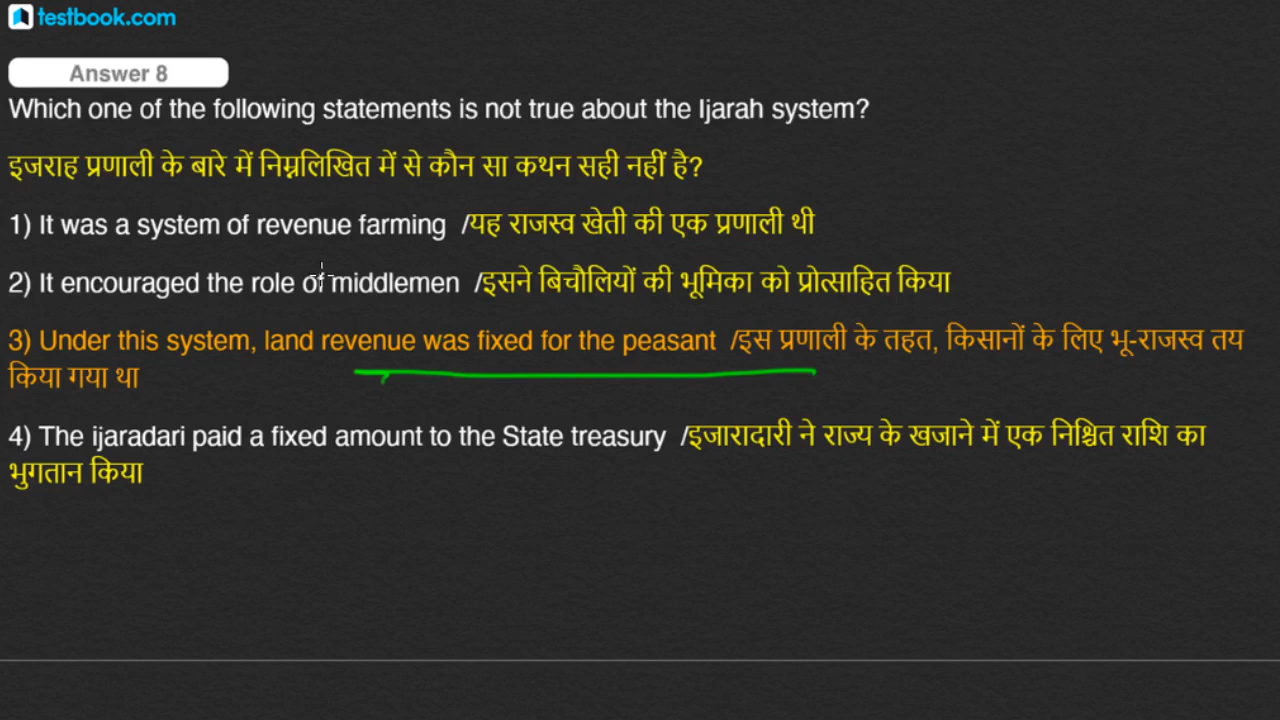 testbook.com
Answer 8
Which one of the following statements is not true about the Ijarah system?
इजराह प्रणाली के बारे में निम्नलिखित में से कौन सा कथन सही नहीं है?
1) It was a system of revenue farming /यह राजस्व खेती की एक प्रणाली थी
2) It encouraged the role of middlemen /इसने बिचौलियों की भूमिका को प्रोत्साहित किया
3) Under this system, land revenue was fixed for the peasant /इस प्रणाली के तहत, किसानों के लिए भू-राजस्व तय
किया गया था
4) The ijaradari paid a fixed amount to the State treasury /इजारादारी ने राज्य के खजाने में एक निश्चित राशि का
भुगतान किया